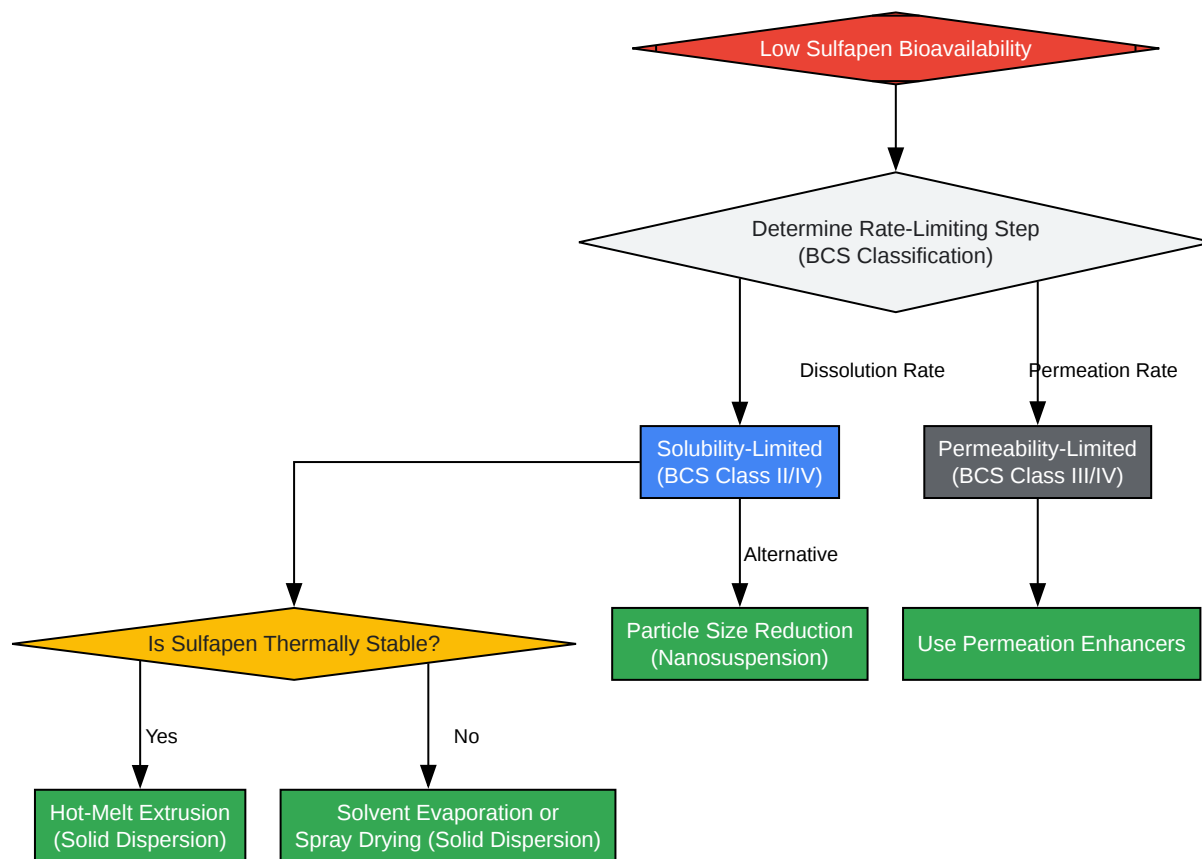 Low Sulfapen Bioavailability
Determine Rate-Limiting Step
(BCS Classification)
Dissolution Rate
Permeation Rate
Solubility-Limited
(BCS Class II/IV)
Permeability-Limited
(BCS Class III/IV)
Alternative
Is Sulfapen Thermally Stable?
Particle Size Reduction
(Nanosuspension)
Use Permeation Enhancers
Yes
No
Hot-Melt Extrusion
(Solid Dispersion)
Solvent Evaporation or
Spray Drying (Solid Dispersion)